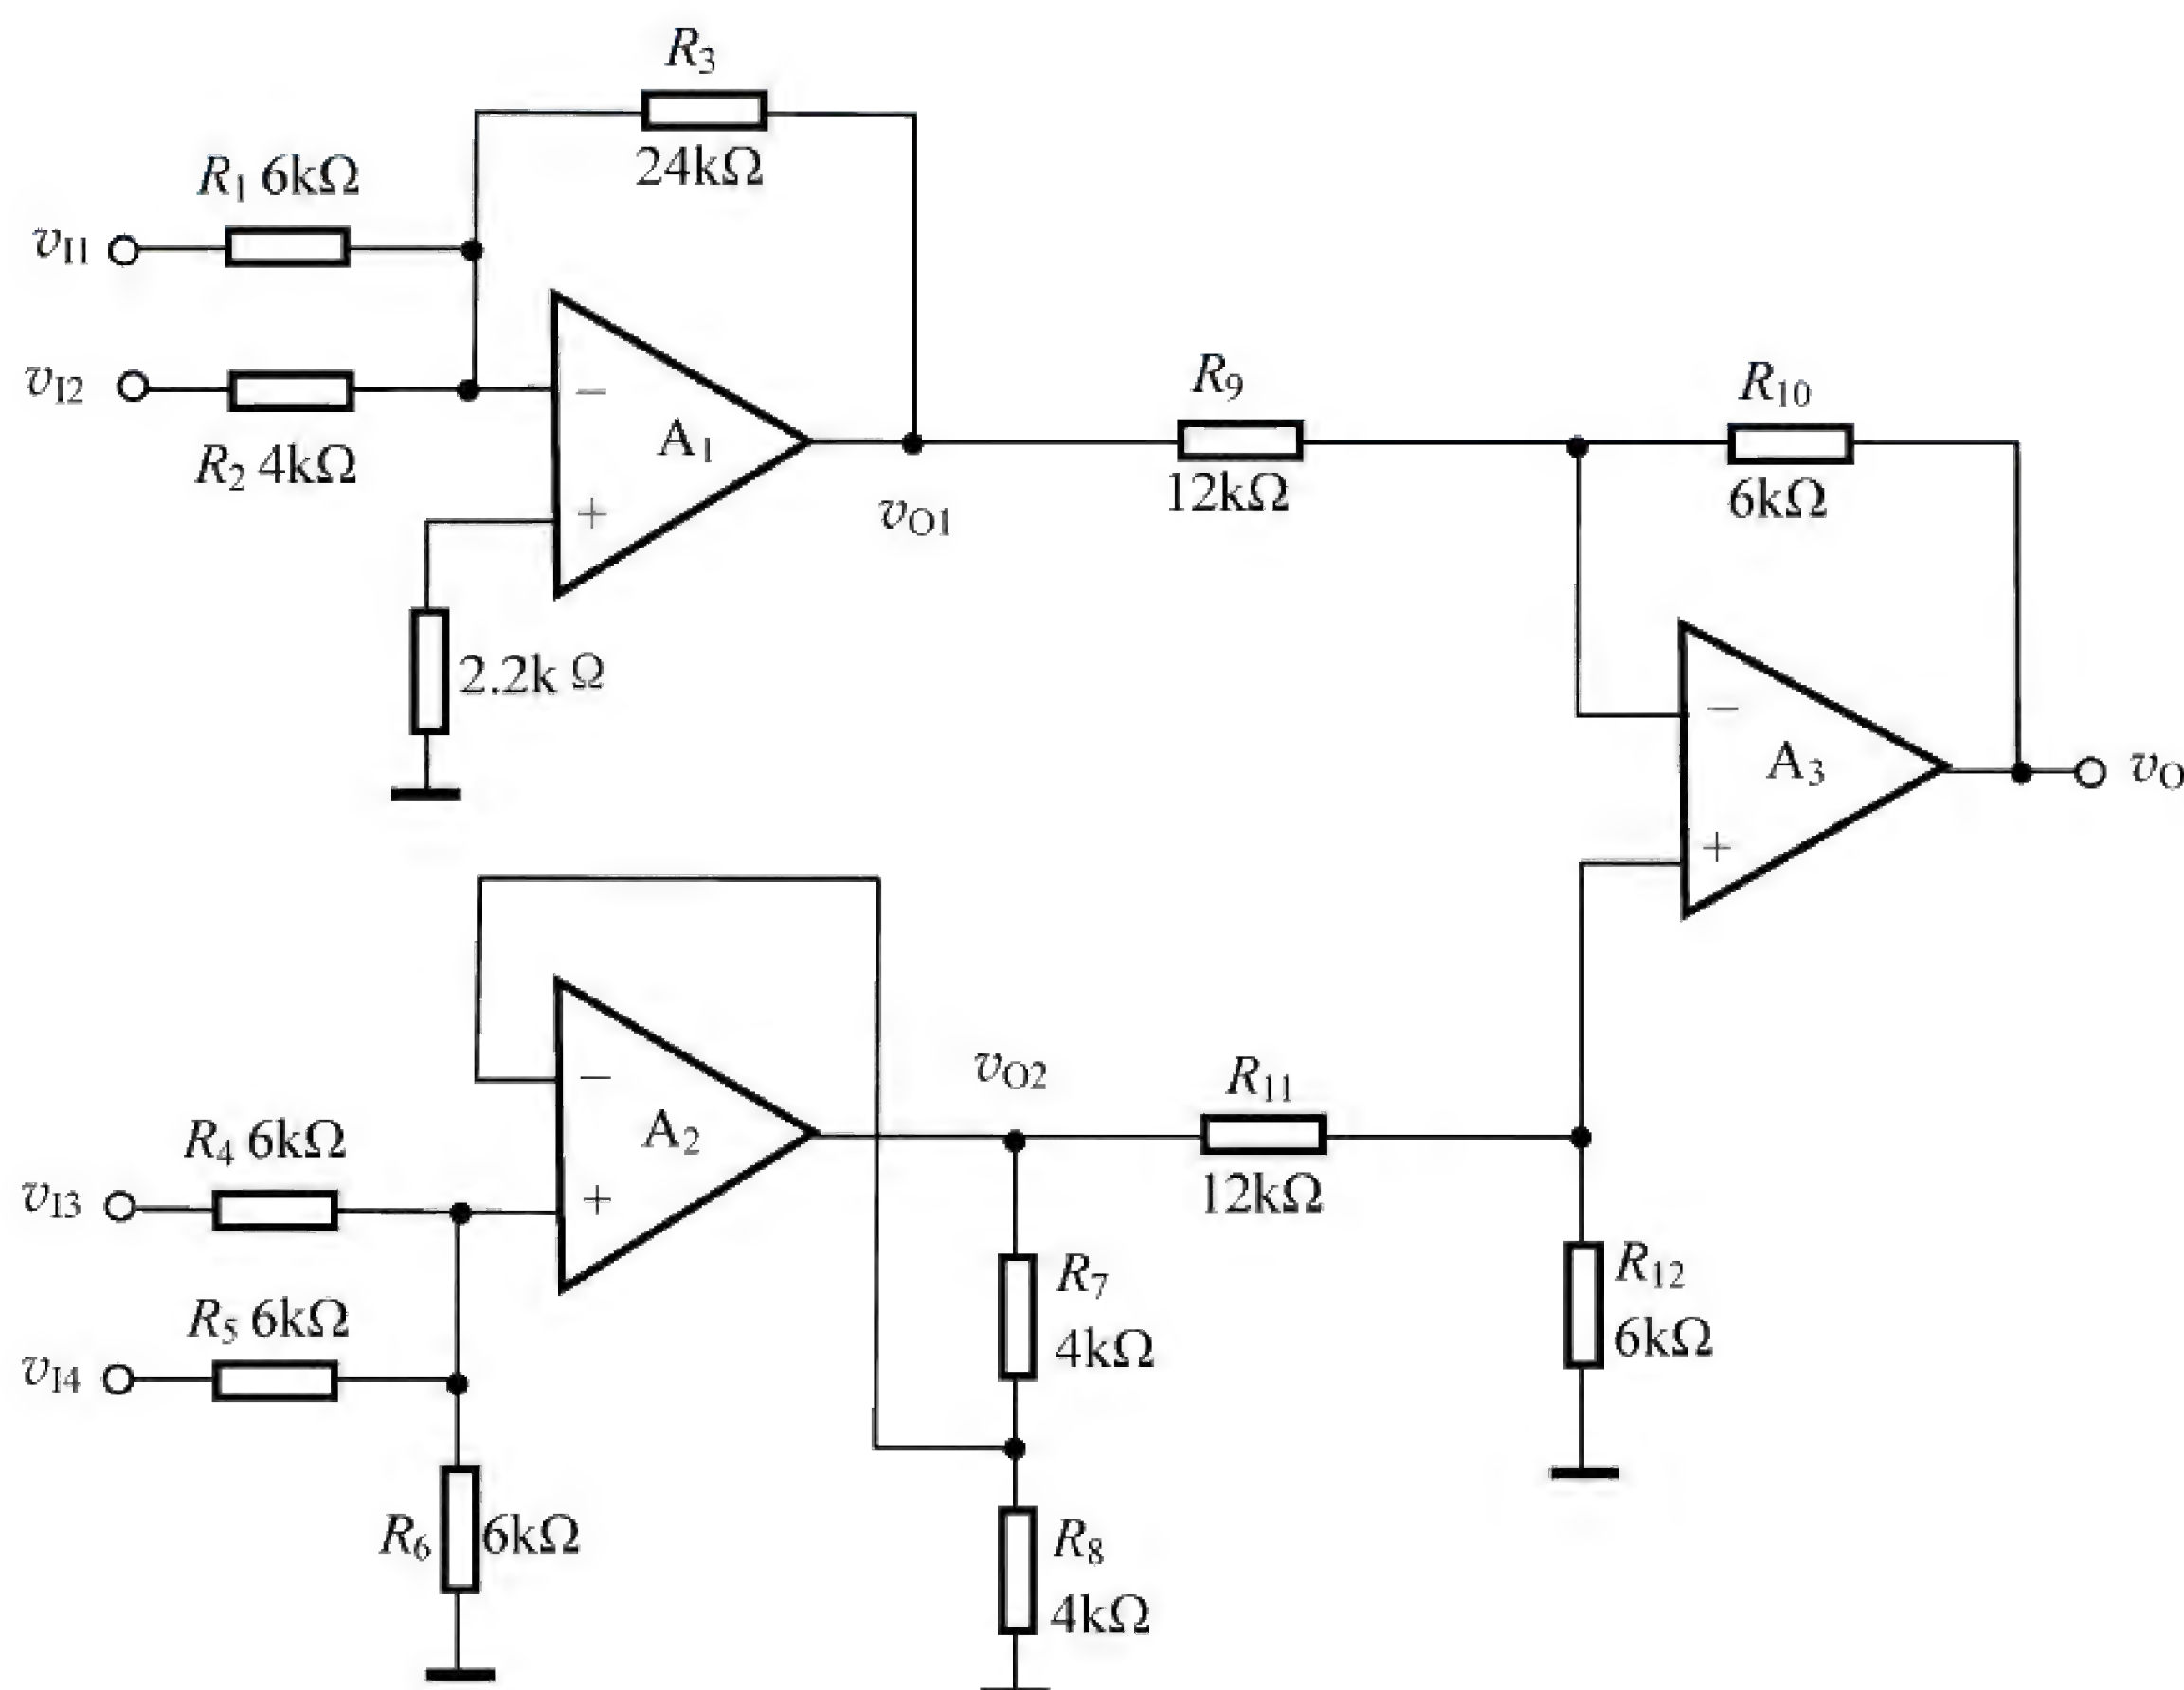 R3
24kΩ
R1 6kΩ
vI1
vI2
R2 4kΩ
−
A1
+
vO1
2.2k Ω
R9
12kΩ
R10
6kΩ
−
A3
+
vO
−
A2
+
vO2
R11
12kΩ
R4 6kΩ
vI3
R5 6kΩ
vI4
R6 6kΩ
R7
4kΩ
R8
4kΩ
R12
6kΩ